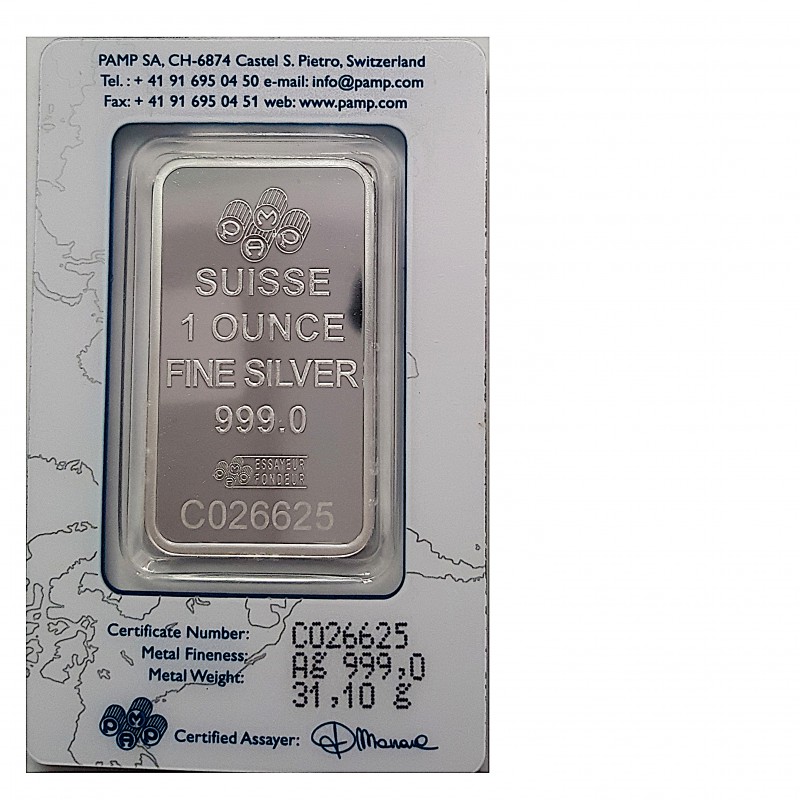 PAMP SA, CH-6874 Castel S. Pietro, Switzerland
Tel. : + 41 91 695 04 50 e-mail: info@pamp.com
Fax: + 41 91 695 04 51 web: www.pamp.com
PAMP
SUISSE
1 OUNCE
FINE SILVER
999.0
PAMP ESSAYEUR
FONDEUR
C026625
Certificate Number: C026625
Metal Fineness: Ag 999,0
Metal Weight: 31,10 g
PAMP
Certified Assayer: